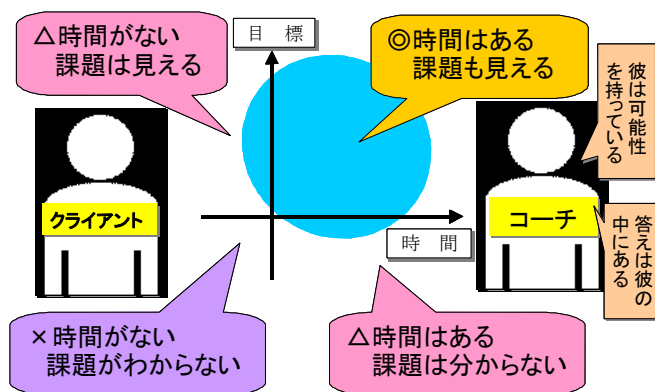 △時間がない
課題は見える
目 標
◎時間はある
課題も見える
彼は可能性
を持っている
クライアント
コーチ
時 間
答えは彼の
中にある
×時間がない
課題がわからない
△時間はある
課題は分からない